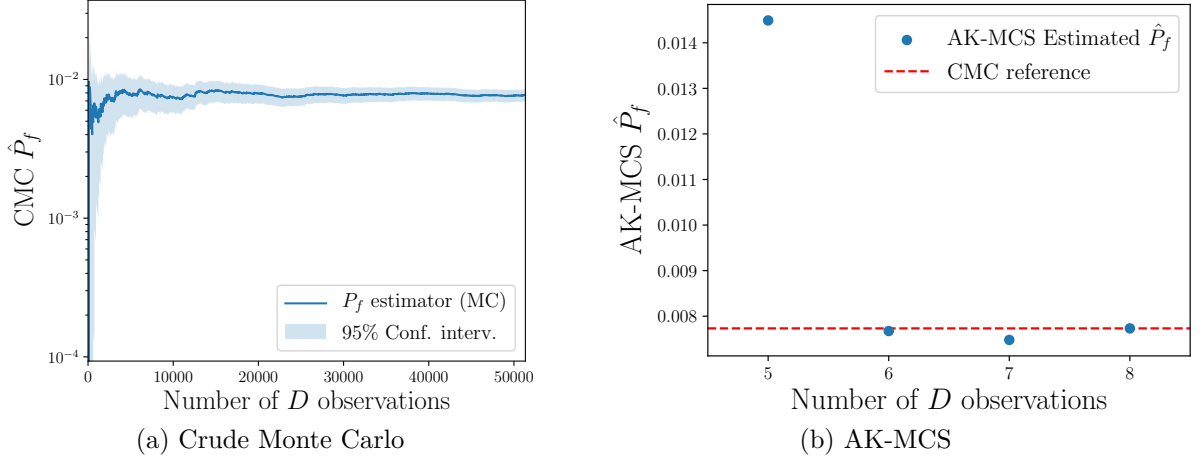 CMC $\hat{P}_f$
10⁻²
10⁻³
10⁻⁴
P_f estimator (MC)
95% Conf. interv.
0 10000 20000 30000 40000 50000
Number of D observations
(a) Crude Monte Carlo
AK-MCS $\hat{P}_f$
0.014
0.013
0.012
0.011
0.010
0.009
0.008
AK-MCS Estimated $\hat{P}_f$
CMC reference
5 6 7 8
Number of D observations
(b) AK-MCS